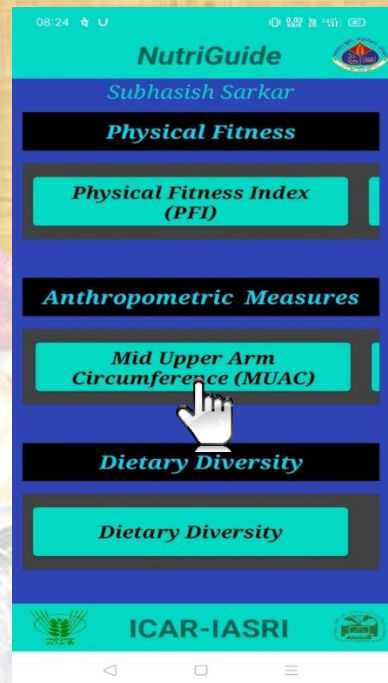 08:24
U
NutriGuide
Subhasish Sarkar
Physical Fitness
Physical Fitness Index
(PFI)
Anthropometric Measures
Mid Upper Arm
Circumference (MUAC)
Dietary Diversity
Dietary Diversity
ICAR-IASRI